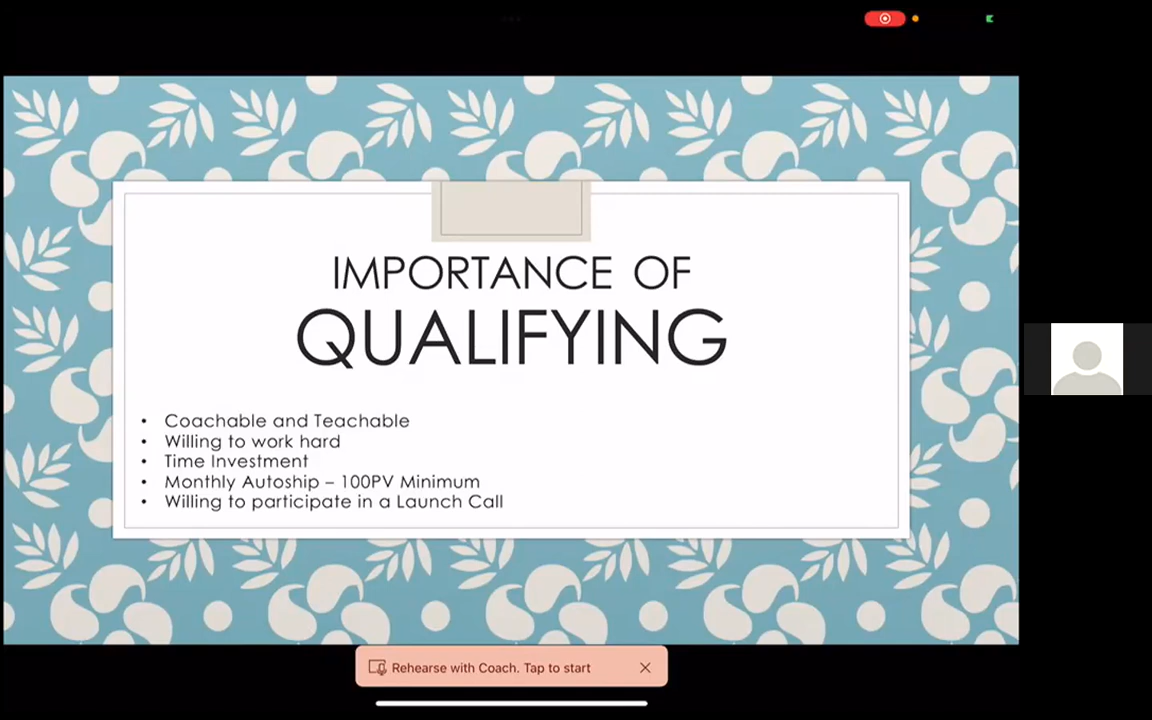 IMPORTANCE OF
QUALIFYING
• Coachable and Teachable
• Willing to work hard
• Time Investment
• Monthly Autoship – 100PV Minimum
• Willing to participate in a Launch Call
Rehearse with Coach. Tap to start